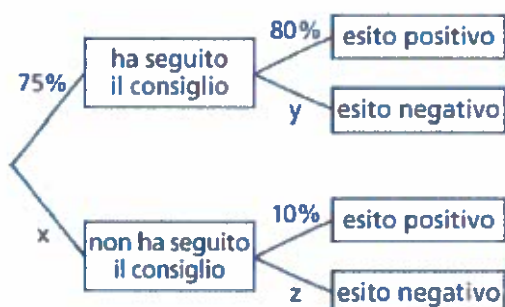 80%
esito positivo
ha seguito
il consiglio
75%
y
esito negativo
x
10%
esito positivo
non ha seguito
il consiglio
z
esito negativo